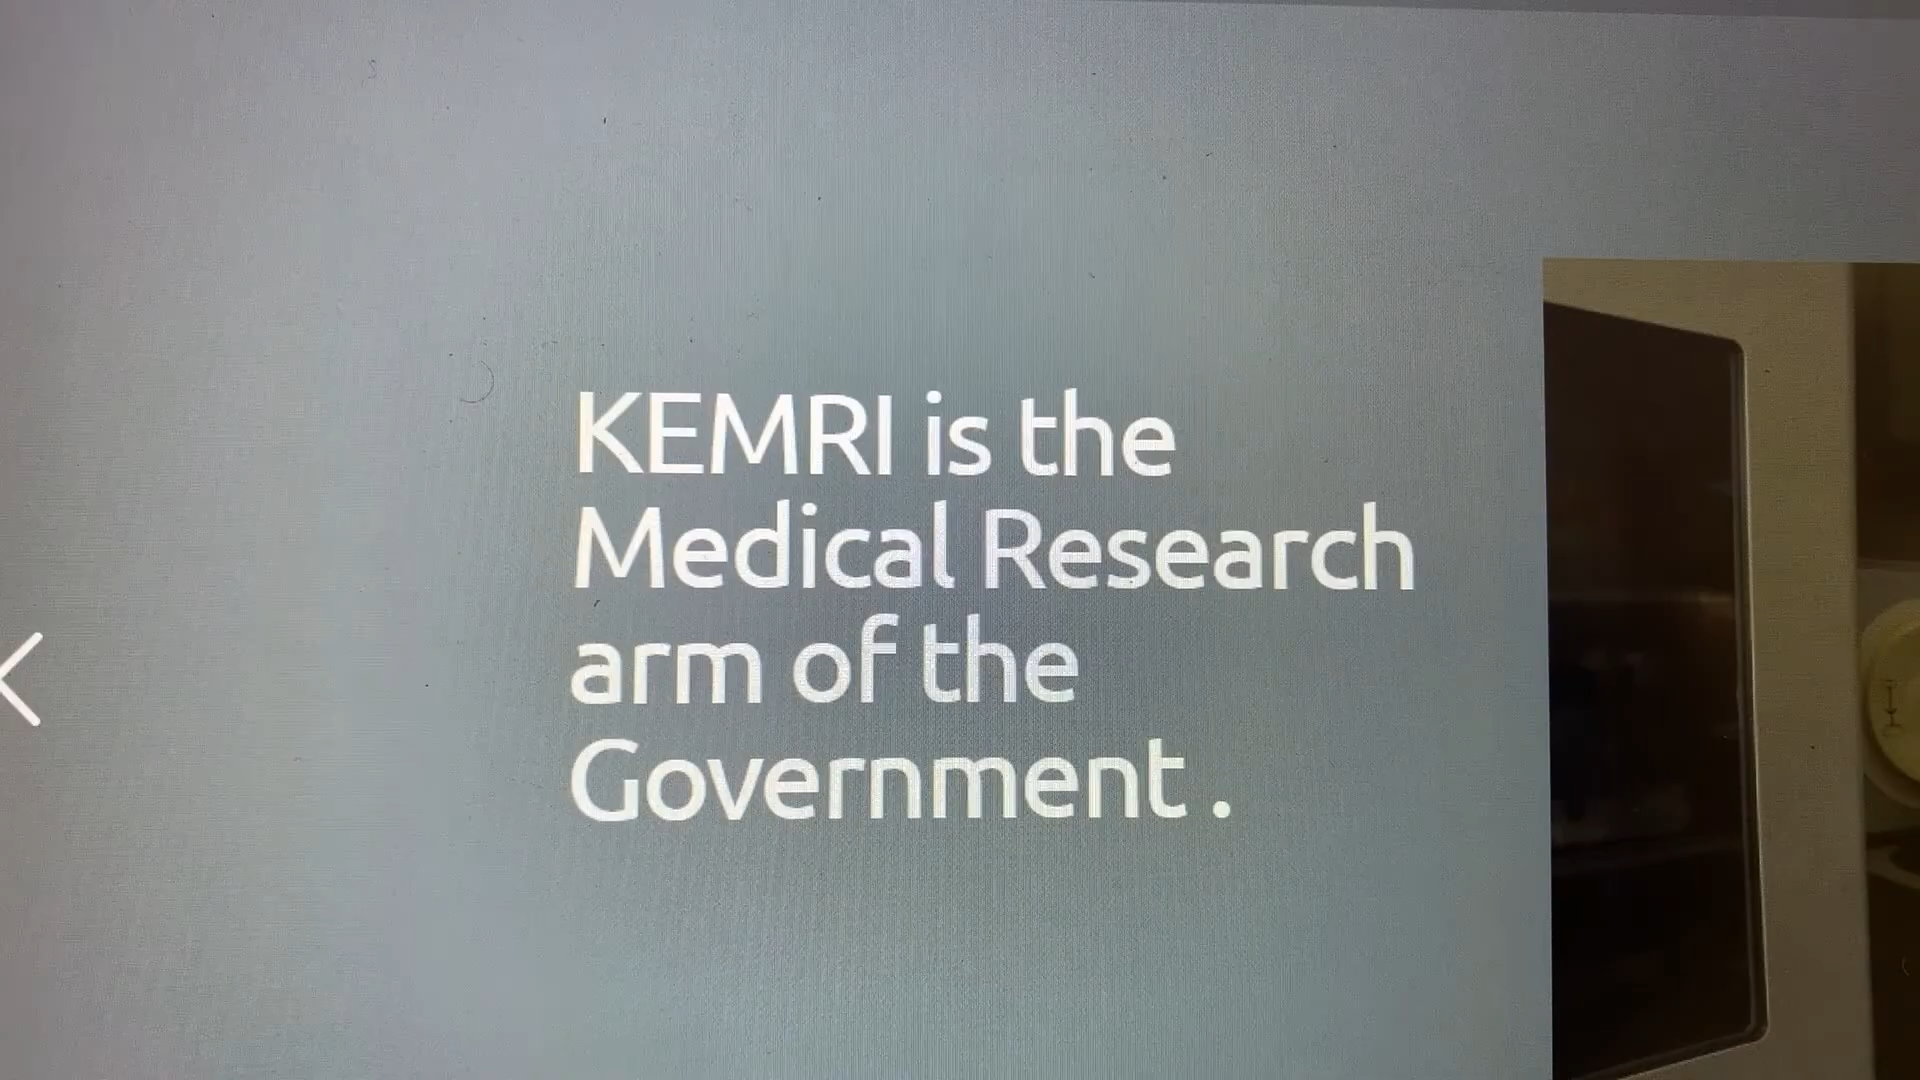 KEMRI is the
Medical Research
arm of the
Government .